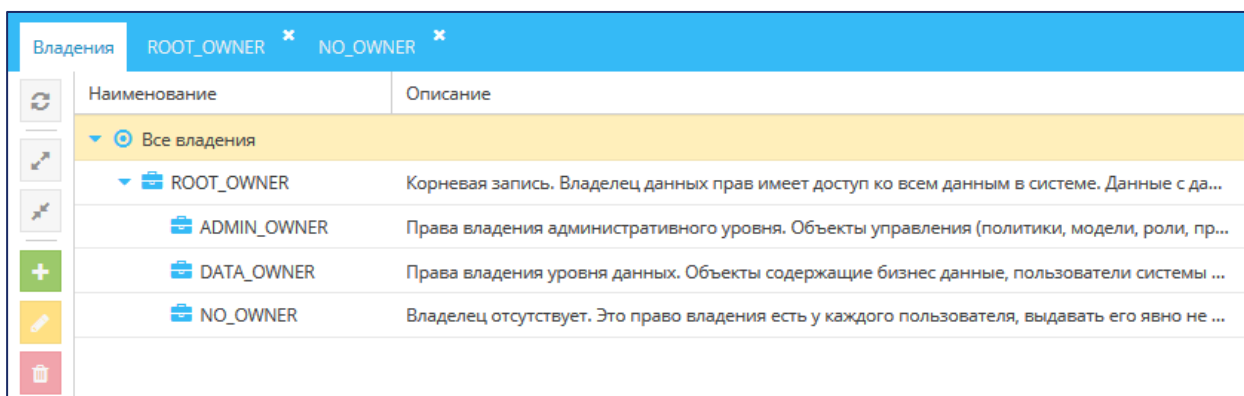 Владения ROOT_OWNER NO_OWNER
Наименование Описание
Все владения
ROOT_OWNER Корневая запись. Владелец данных прав имеет доступ ко всем данным в системе. Данные с да...
ADMIN_OWNER Права владения административного уровня. Объекты управления (политики, модели, роли, пр...
DATA_OWNER Права владения уровня данных. Объекты содержащие бизнес данные, пользователи системы ...
NO_OWNER Владелец отсутствует. Это право владения есть у каждого пользователя, выдавать его явно не ...